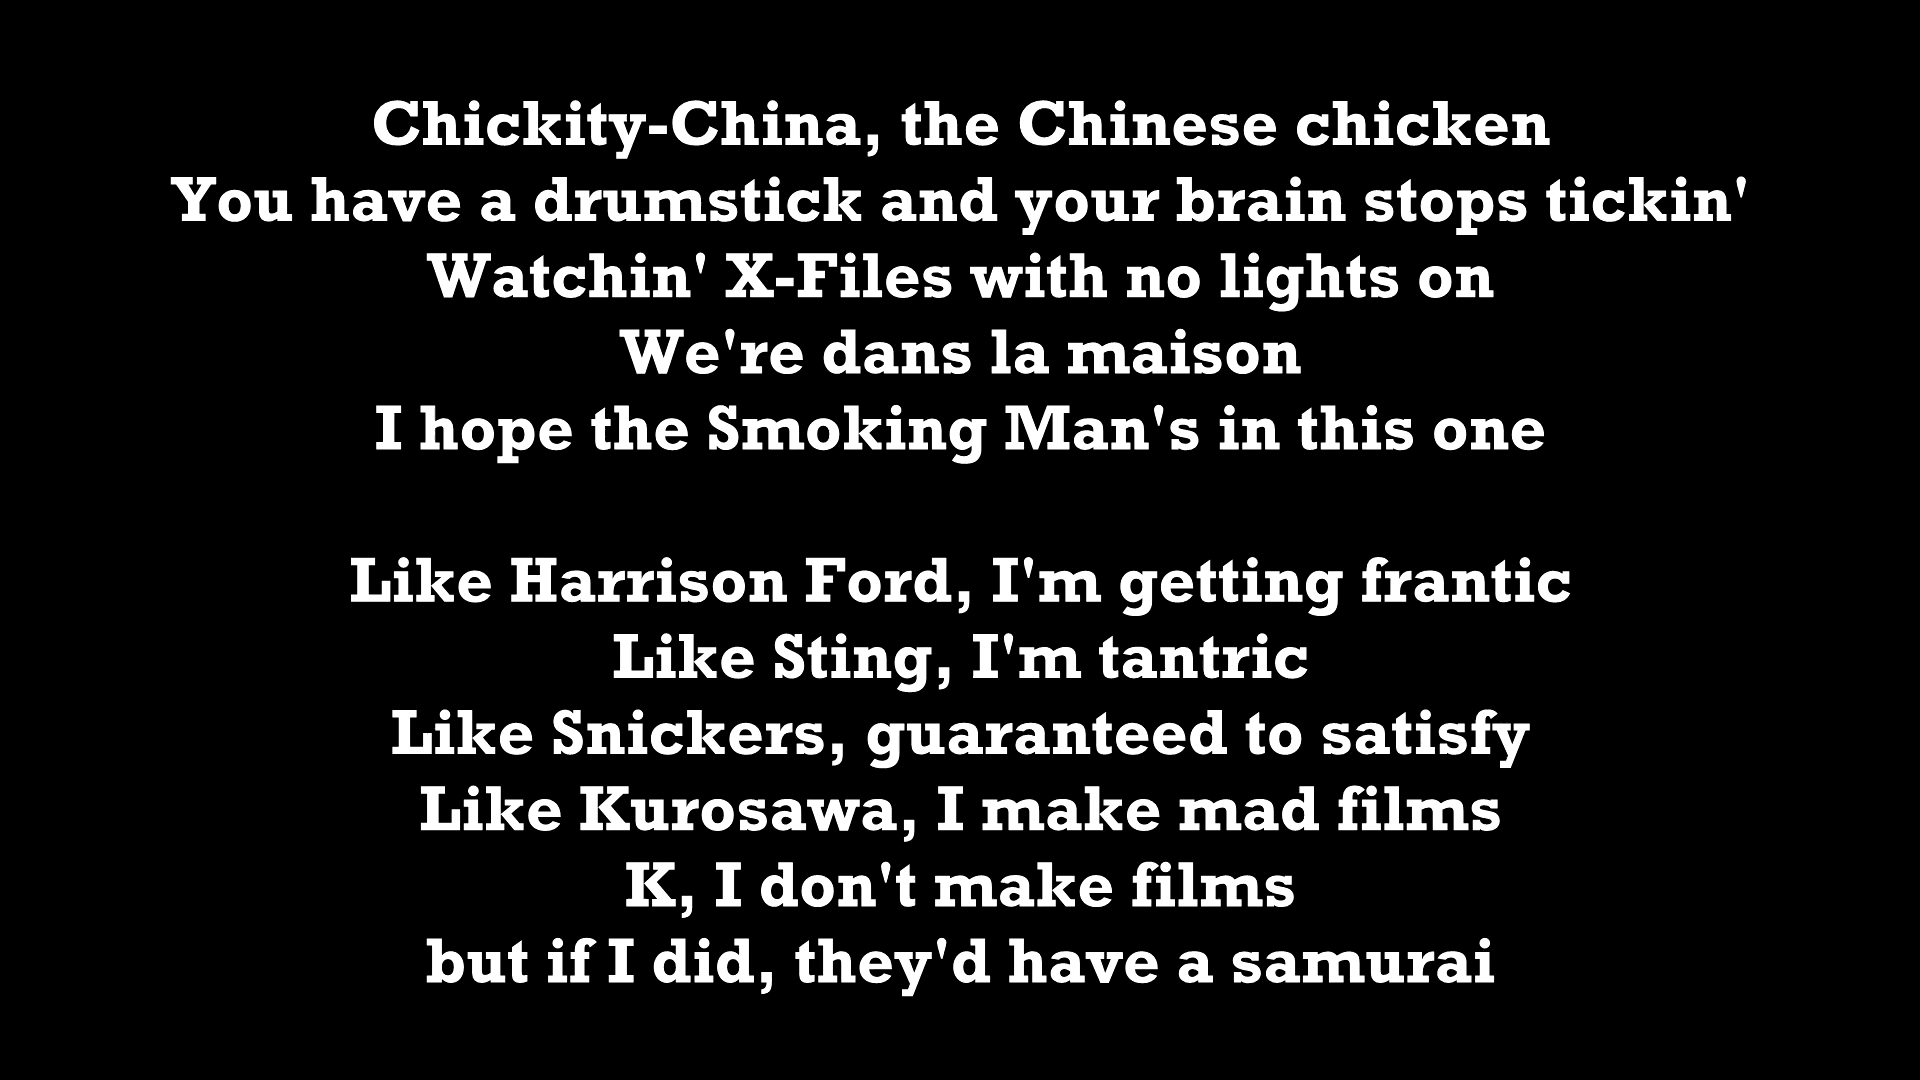 Chickity-China, the Chinese chicken
You have a drumstick and your brain stops tickin'
Watchin' X-Files with no lights on
We're dans la maison
I hope the Smoking Man's in this one
Like Harrison Ford, I'm getting frantic
Like Sting, I'm tantric
Like Snickers, guaranteed to satisfy
Like Kurosawa, I make mad films
K, I don't make films
but if I did, they'd have a samurai